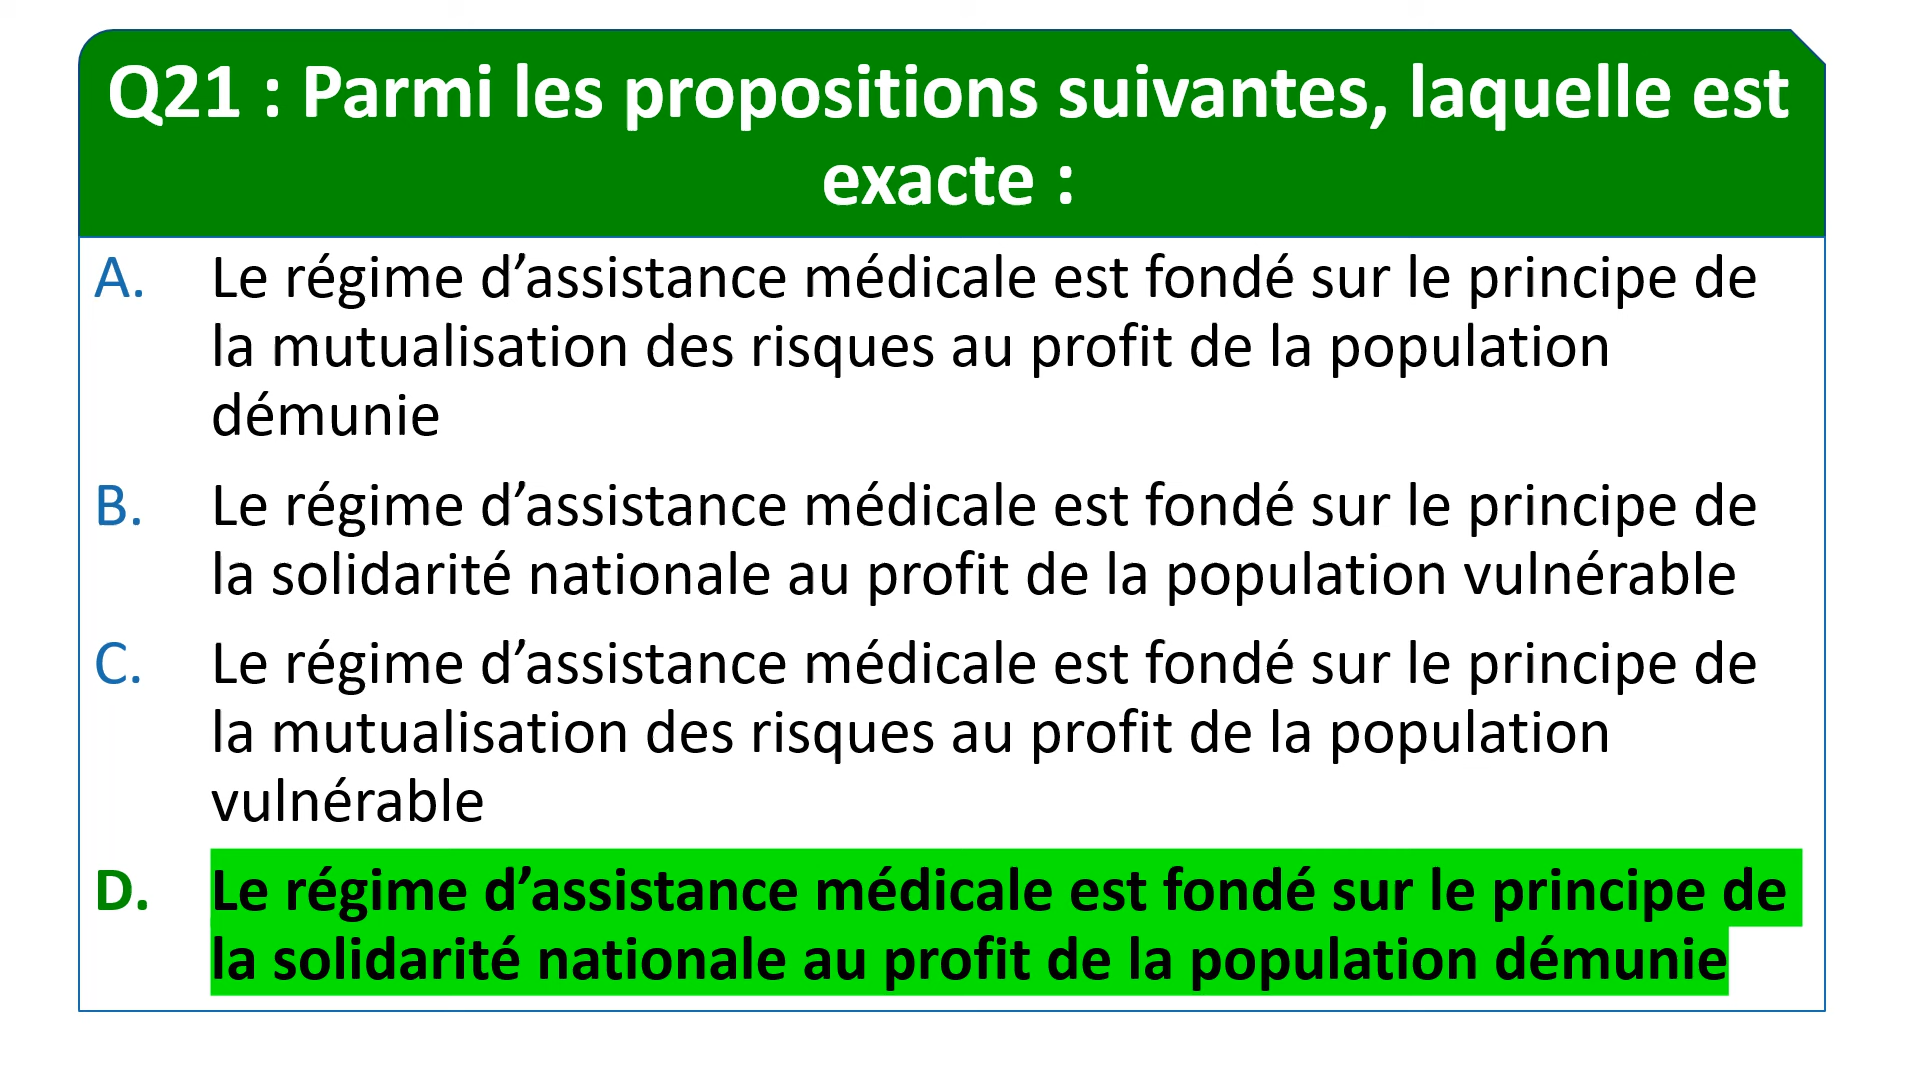 Q21 : Parmi les propositions suivantes, laquelle est
exacte :
A. Le régime d’assistance médicale est fondé sur le principe de
la mutualisation des risques au profit de la population
démunie
B. Le régime d’assistance médicale est fondé sur le principe de
la solidarité nationale au profit de la population vulnérable
C. Le régime d’assistance médicale est fondé sur le principe de
la mutualisation des risques au profit de la population
vulnérable
D. Le régime d’assistance médicale est fondé sur le principe de
la solidarité nationale au profit de la population démunie